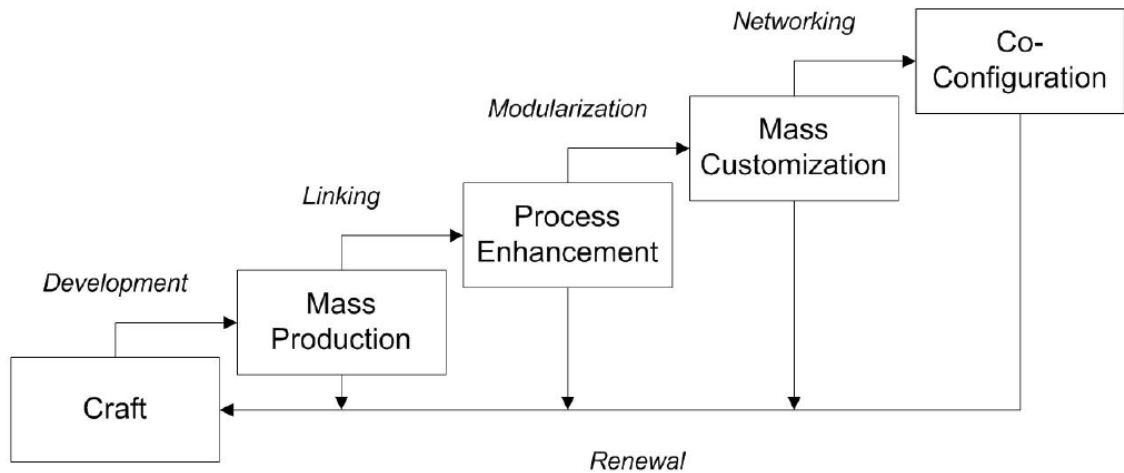 Networking
Co-
Configuration
Modularization
Mass
Customization
Linking
Process
Enhancement
Development
Mass
Production
Craft
Renewal